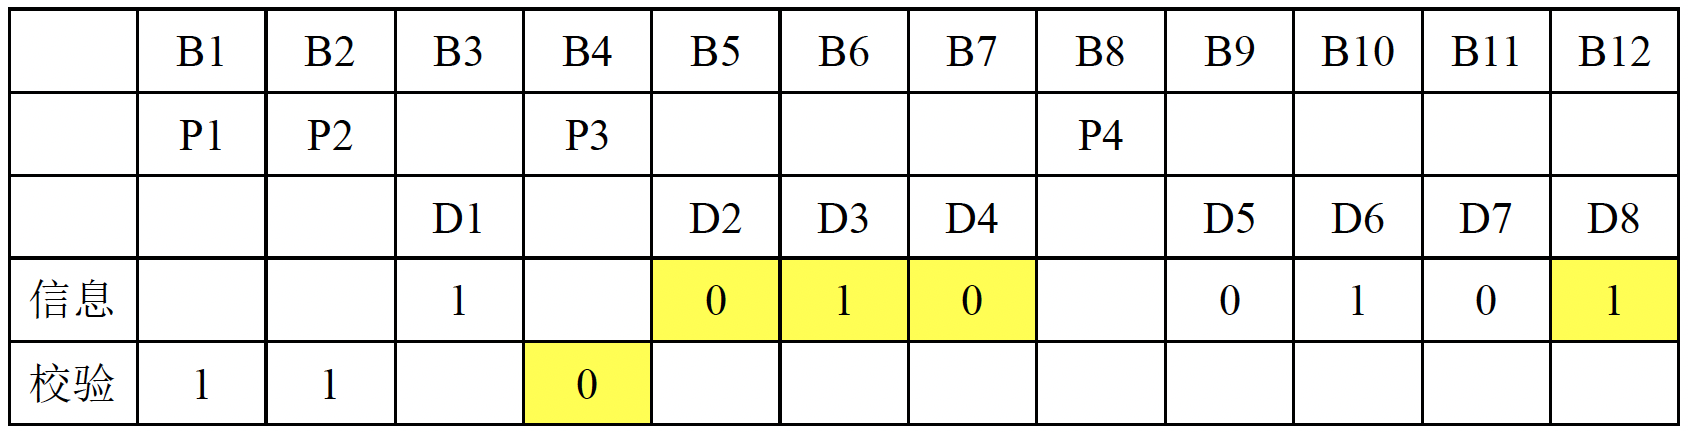 B1 B2 B3 B4 B5 B6 B7 B8 B9 B10 B11 B12
P1 P2 P3 P4
D1 D2 D3 D4 D5 D6 D7 D8
信息 1 0 1 0 0 1 0 1
校验 1 1 0